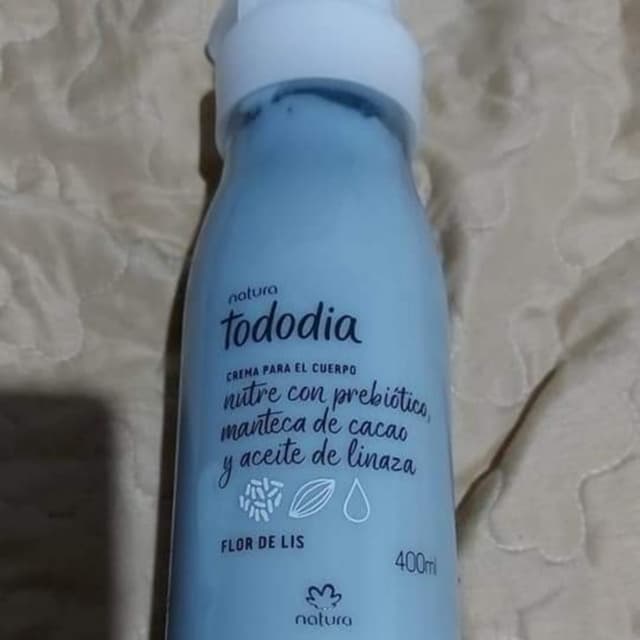 natura
tododia
CREMA PARA EL CUERPO
nutre con prebiótico,
manteca de cacao
y aceite de linaza
FLOR DE LIS
400ml
natura